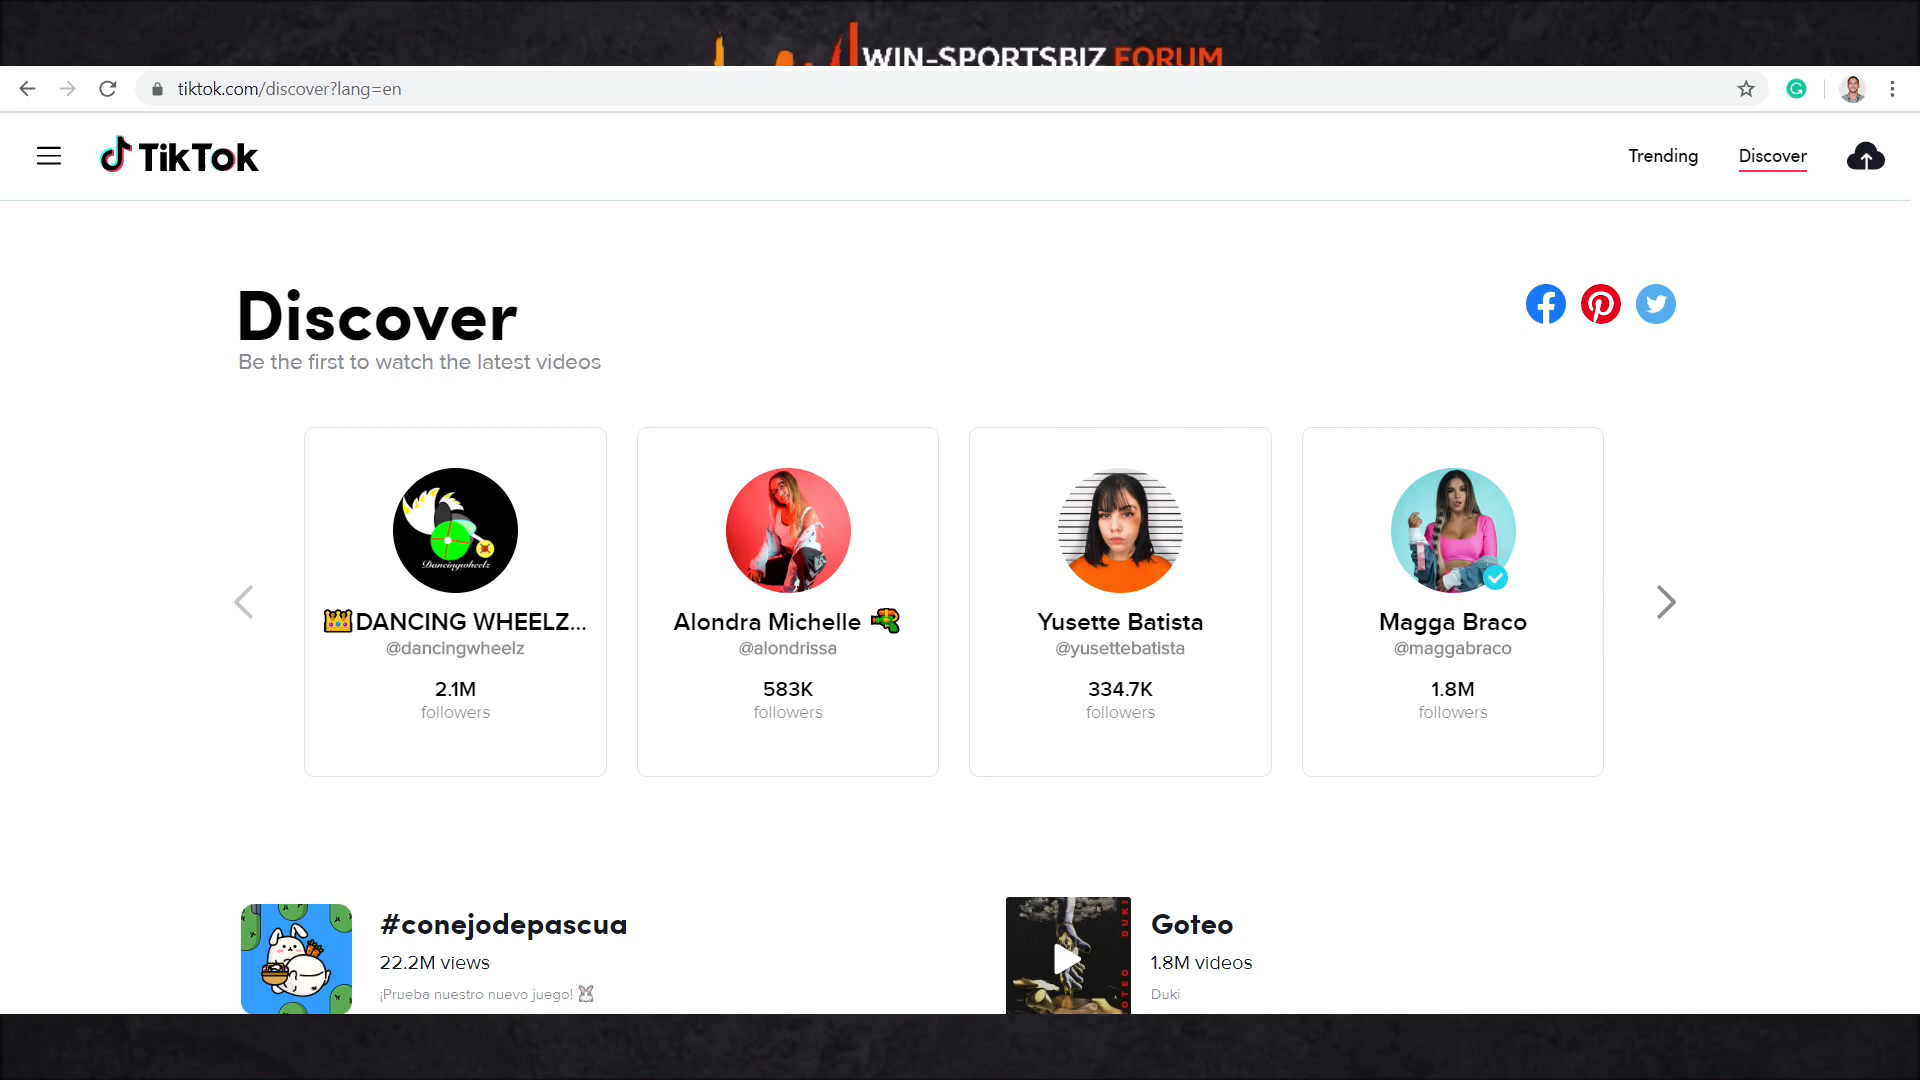 WIN-SPORTSBIZ FORUM
tiktok.com/discover?lang=en
TikTok
Trending
Discover
Discover
Be the first to watch the latest videos
Dancingwheelz
👑DANCING WHEELZ...
@dancingwheelz
2.1M
followers
Alondra Michelle 🔫
@alondrissa
583K
followers
Yusette Batista
@yusettebatista
334.7K
followers
Magga Braco
@maggabraco
1.8M
followers
#conejodepascua
22.2M views
¡Prueba nuestro nuevo juego! 🐰
DUKI
Goteo
1.8M videos
Duki